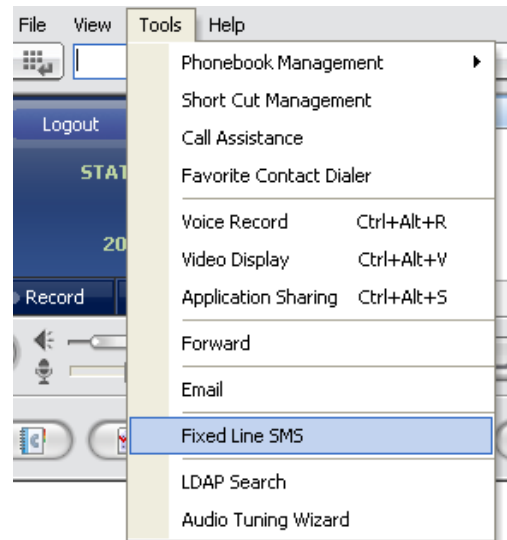 File View Tools Help
Phonebook Management
Short Cut Management
Logout
Call Assistance
STAT
Favorite Contact Dialer
Voice Record Ctrl+Alt+R
20
Video Display Ctrl+Alt+V
Record
Application Sharing Ctrl+Alt+S
Forward
Email
Fixed Line SMS
LDAP Search
Audio Tuning Wizard